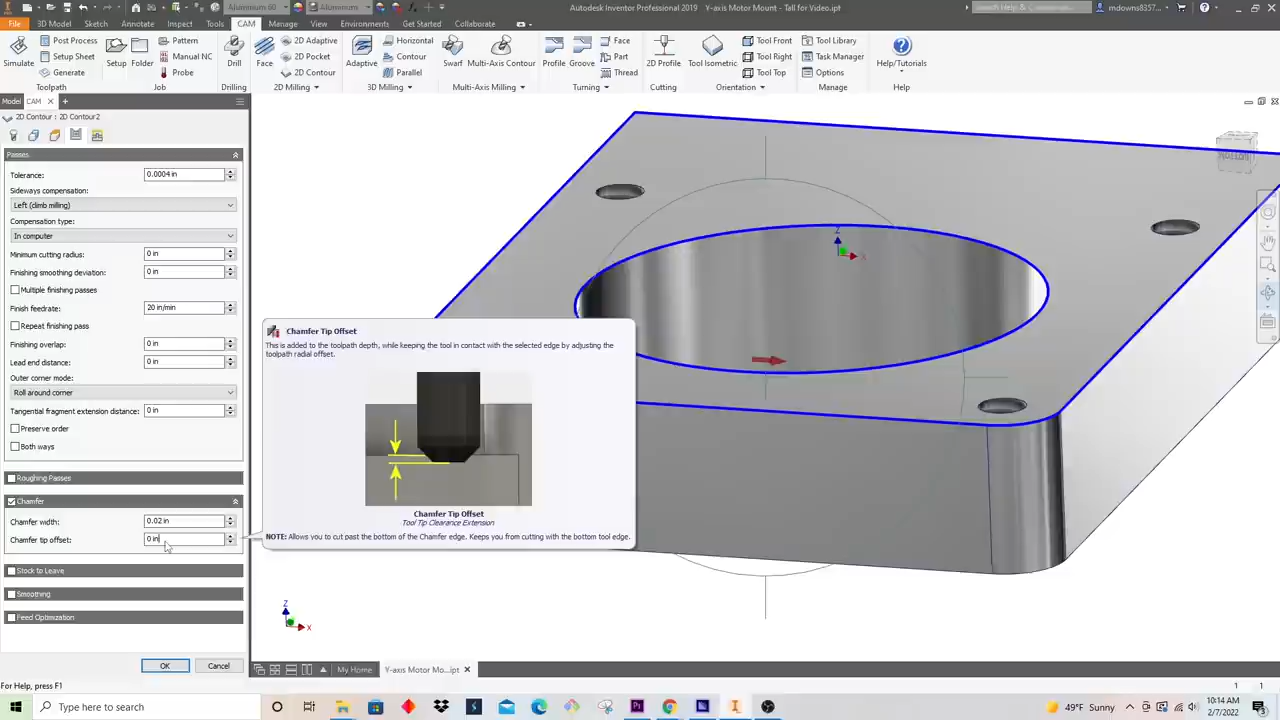 Aluminum 60
Aluminum
Autodesk Inventor Professional 2019 Y-axis Motor Mount - Tall for Video.ipt
Search Help & Commands...
mdowns8357...
File 3D Model Sketch Annotate Inspect Tools Manage View Environments Get Started Collaborate CAM
Simulate
Post Process
Setup Sheet
Generate
Toolpath
Setup
Folder
Pattern
Manual NC
Probe
Job
Drill
Drilling
Face
2D Adaptive
2D Pocket
2D Contour
2D Milling
Adaptive
Horizontal
Contour
Parallel
3D Milling
Swarf
Multi-Axis Contour
Multi-Axis Milling
Profile
Groove
Face
Part
Thread
Turning
2D Profile
Cutting
Tool Isometric
Tool Front
Tool Right
Tool Top
Orientation
Tool Library
Task Manager
Options
Manage
Help/Tutorials
Help
Model CAM
2D Contour : 2D Contour2
Passes
Tolerance: 0.0004 in
Sideways compensation:
Left (climb milling)
Compensation type:
In computer
Minimum cutting radius: 0 in
Finishing smoothing deviation: 0 in
Multiple finishing passes
Finish feedrate: 20 in/min
Repeat finishing pass
Finishing overlap: 0 in
Lead end distance: 0 in
Outer corner mode:
Roll around corner
Tangential fragment extension distance: 0 in
Preserve order
Both ways
Roughing Passes
Chamfer
Chamfer width: 0.02 in
Chamfer tip offset: 0 in
Stock to Leave
Smoothing
Feed Optimization
OK Cancel
Chamfer Tip Offset
This is added to the toolpath depth, while keeping the tool in contact with the selected edge by adjusting the
toolpath radial offset.
Chamfer Tip Offset
Tool Tip Clearance Extension
NOTE: Allows you to cut past the bottom of the Chamfer edge. Keeps you from cutting with the bottom tool edge.
Z
X
BOTTOM
Z
X
My Home Y-axis Motor Mo...ipt
For Help, press F1
1 1
Type here to search
49°F Sunny
10:14 AM
2/7/2022